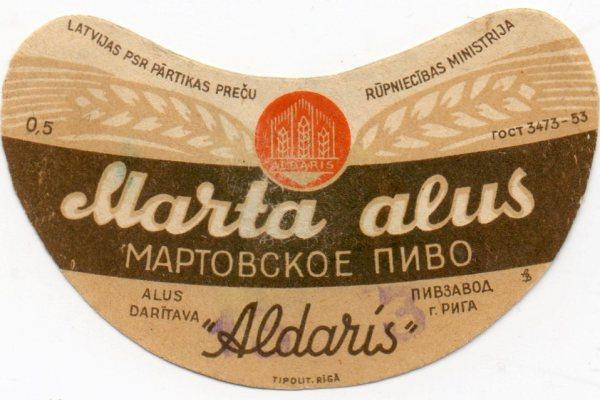 LATVIJAS PSR PĀRTIKAS PREČU RŪPNIECĪBAS MINISTRIJA
0,5
ГОСТ 3473-53
ALDARIS
Marta alus
МАРТОВСКОЕ ПИВО
ALUS
DARĪTAVA
„Aldaris”
ПИВЗАВОД
г. РИГА
TIPOLIT. RĪGĀ